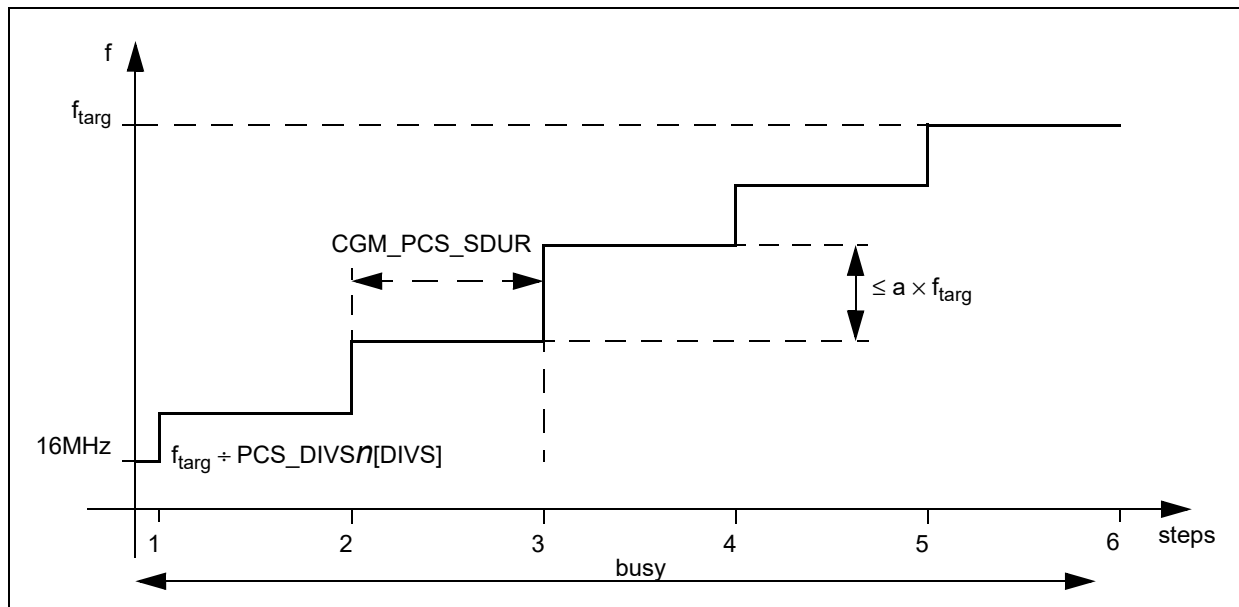 f
f_targ
CGM_PCS_SDUR
≤ a × f_targ
16MHz
f_targ ÷ PCS_DIVSn[DIVS]
1 2 3 4 5 6 steps
busy